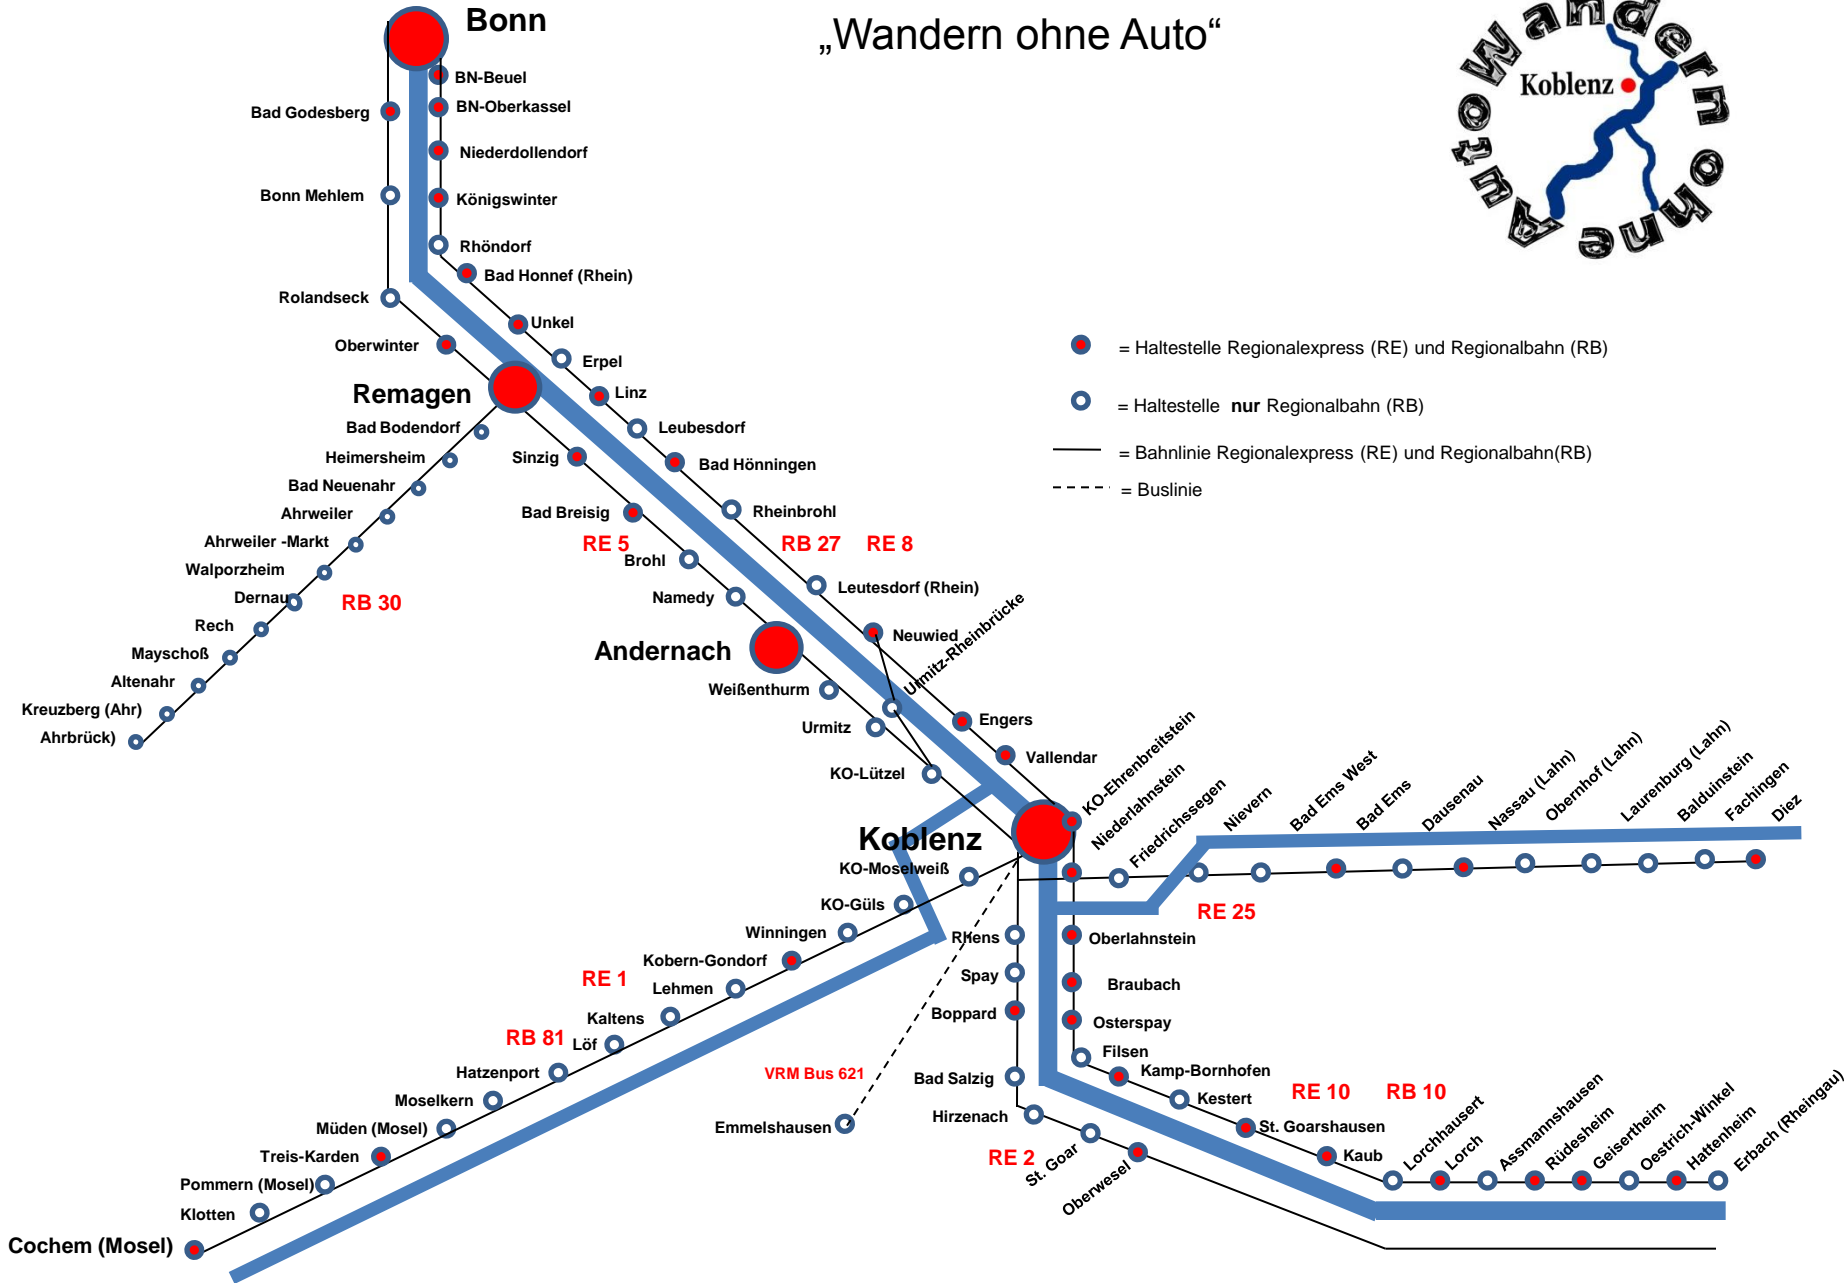 Bonn
„Wandern ohne Auto“
Wandern ohne Auto
Koblenz
BN-Beuel
BN-Oberkassel
Bad Godesberg
Niederdollendorf
Bonn Mehlem
Königswinter
Rhöndorf
Bad Honnef (Rhein)
Rolandseck
Unkel
Oberwinter
Erpel
Remagen
Linz
Leubesdorf
Bad Bodendorf
Heimersheim
Sinzig
Bad Hönningen
Bad Neuenahr
Ahrweiler
Bad Breisig
Rheinbrohl
Ahrweiler -Markt
RE 5
RB 27
RE 8
Brohl
Walporzheim
Dernau
RB 30
Namedy
Leutesdorf (Rhein)
Rech
Mayschoß
Andernach
Neuwied
Urmitz-Rheinbrücke
Altenahr
Weißenthurm
Kreuzberg (Ahr)
Ahrbrück)
Urmitz
Engers
Vallendar
KO-Lützel
= Haltestelle Regionalexpress (RE) und Regionalbahn (RB)
= Haltestelle nur Regionalbahn (RB)
= Bahnlinie Regionalexpress (RE) und Regionalbahn(RB)
= Buslinie
Koblenz
KO-Ehrenbreitstein
Niederlahnstein
Friedrichssegen
Nievern
Bad Ems West
Bad Ems
Dausenau
Nassau (Lahn)
Obernhof (Lahn)
Laurenburg (Lahn)
Balduinstein
Fachingen
Diez
RE 25
KO-Moselweiß
KO-Güls
Winningen
Kobern-Gondorf
RE 1
Lehmen
Kaltens
RB 81
Löf
Hatzenport
Moselkern
Müden (Mosel)
Treis-Karden
Pommern (Mosel)
Klotten
Cochem (Mosel)
VRM Bus 621
Emmelshausen
Rhens
Spay
Boppard
Bad Salzig
Hirzenach
RE 2
St. Goar
Oberwesel
Oberlahnstein
Braubach
Osterspay
Filsen
Kamp-Bornhofen
Kestert
RE 10
RB 10
St. Goarshausen
Kaub
Lorchhausert
Lorch
Assmannshausen
Rüdesheim
Geisertheim
Oestrich-Winkel
Hattenheim
Erbach (Rheingau)